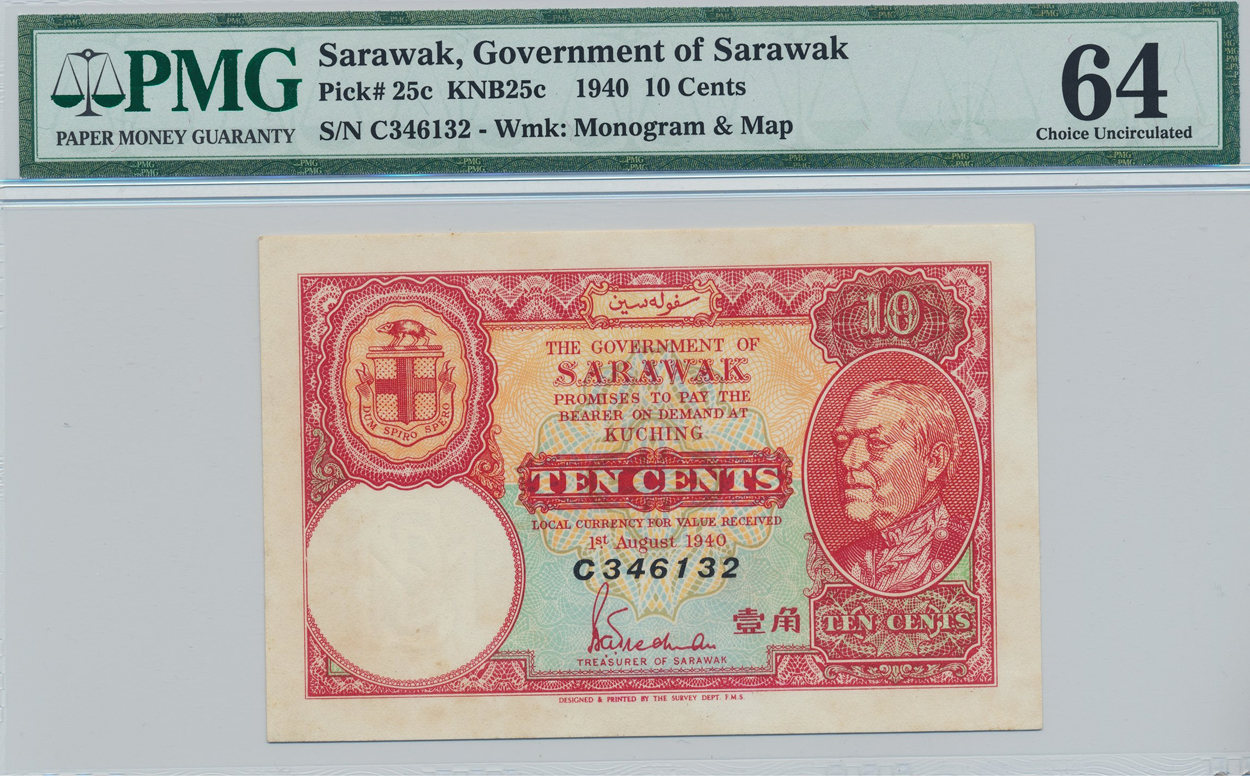 PMG
PAPER MONEY GUARANTY
Sarawak, Government of Sarawak
Pick# 25c KNB25c 1940 10 Cents
S/N C346132 - Wmk: Monogram & Map
64
Choice Uncirculated
سفوله سين
10
THE GOVERNMENT OF
SARAWAK
PROMISES TO PAY THE
BEARER ON DEMAND AT
KUCHING
DUM SPIRO SPERO
TEN CENTS
LOCAL CURRENCY FOR VALUE RECEIVED
1st August 1940
C346132
壹角
TEN CENTS
TREASURER OF SARAWAK
DESIGNED & PRINTED BY THE SURVEY DEPT. F.M.S.